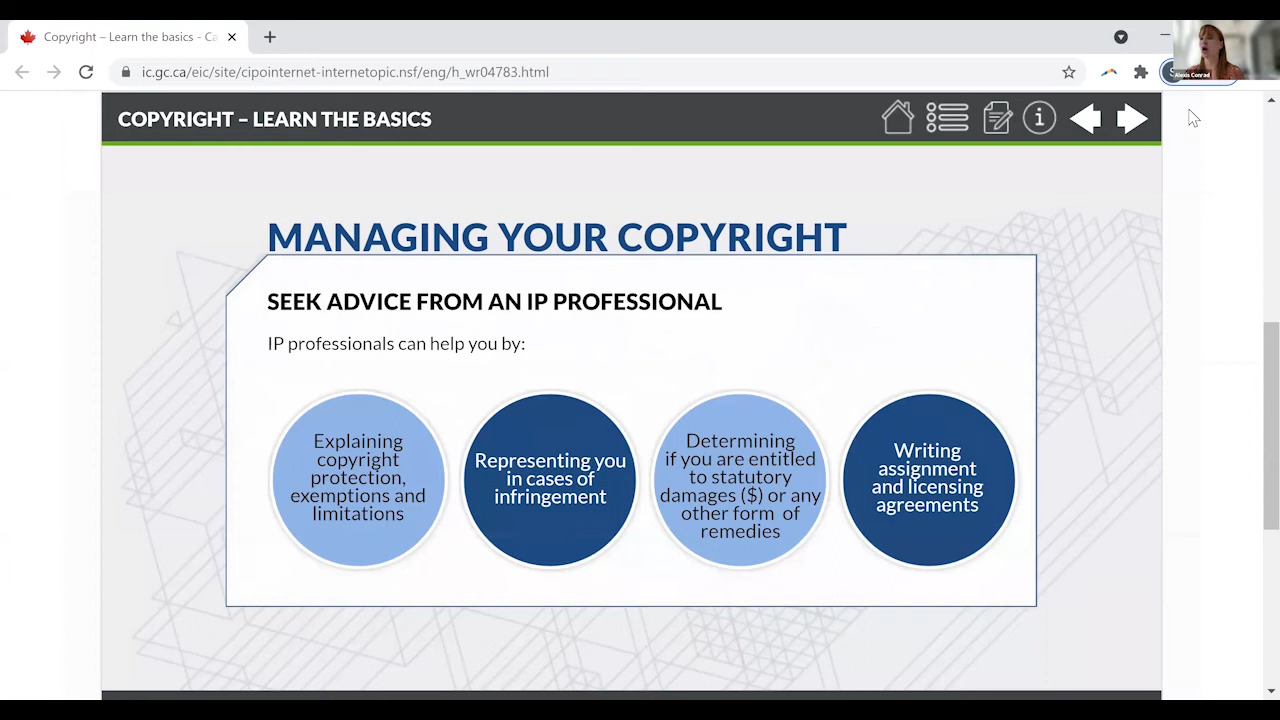 Copyright – Learn the basics - Ca
ic.gc.ca/eic/site/cipointernet-internetopic.nsf/eng/h_wr04783.html
Alexis Conrad
COPYRIGHT – LEARN THE BASICS
MANAGING YOUR COPYRIGHT
SEEK ADVICE FROM AN IP PROFESSIONAL
IP professionals can help you by:
Explaining
copyright
protection,
exemptions and
limitations
Representing you
in cases of
infringement
Determining
if you are entitled
to statutory
damages ($) or any
other form of
remedies
Writing
assignment
and licensing
agreements